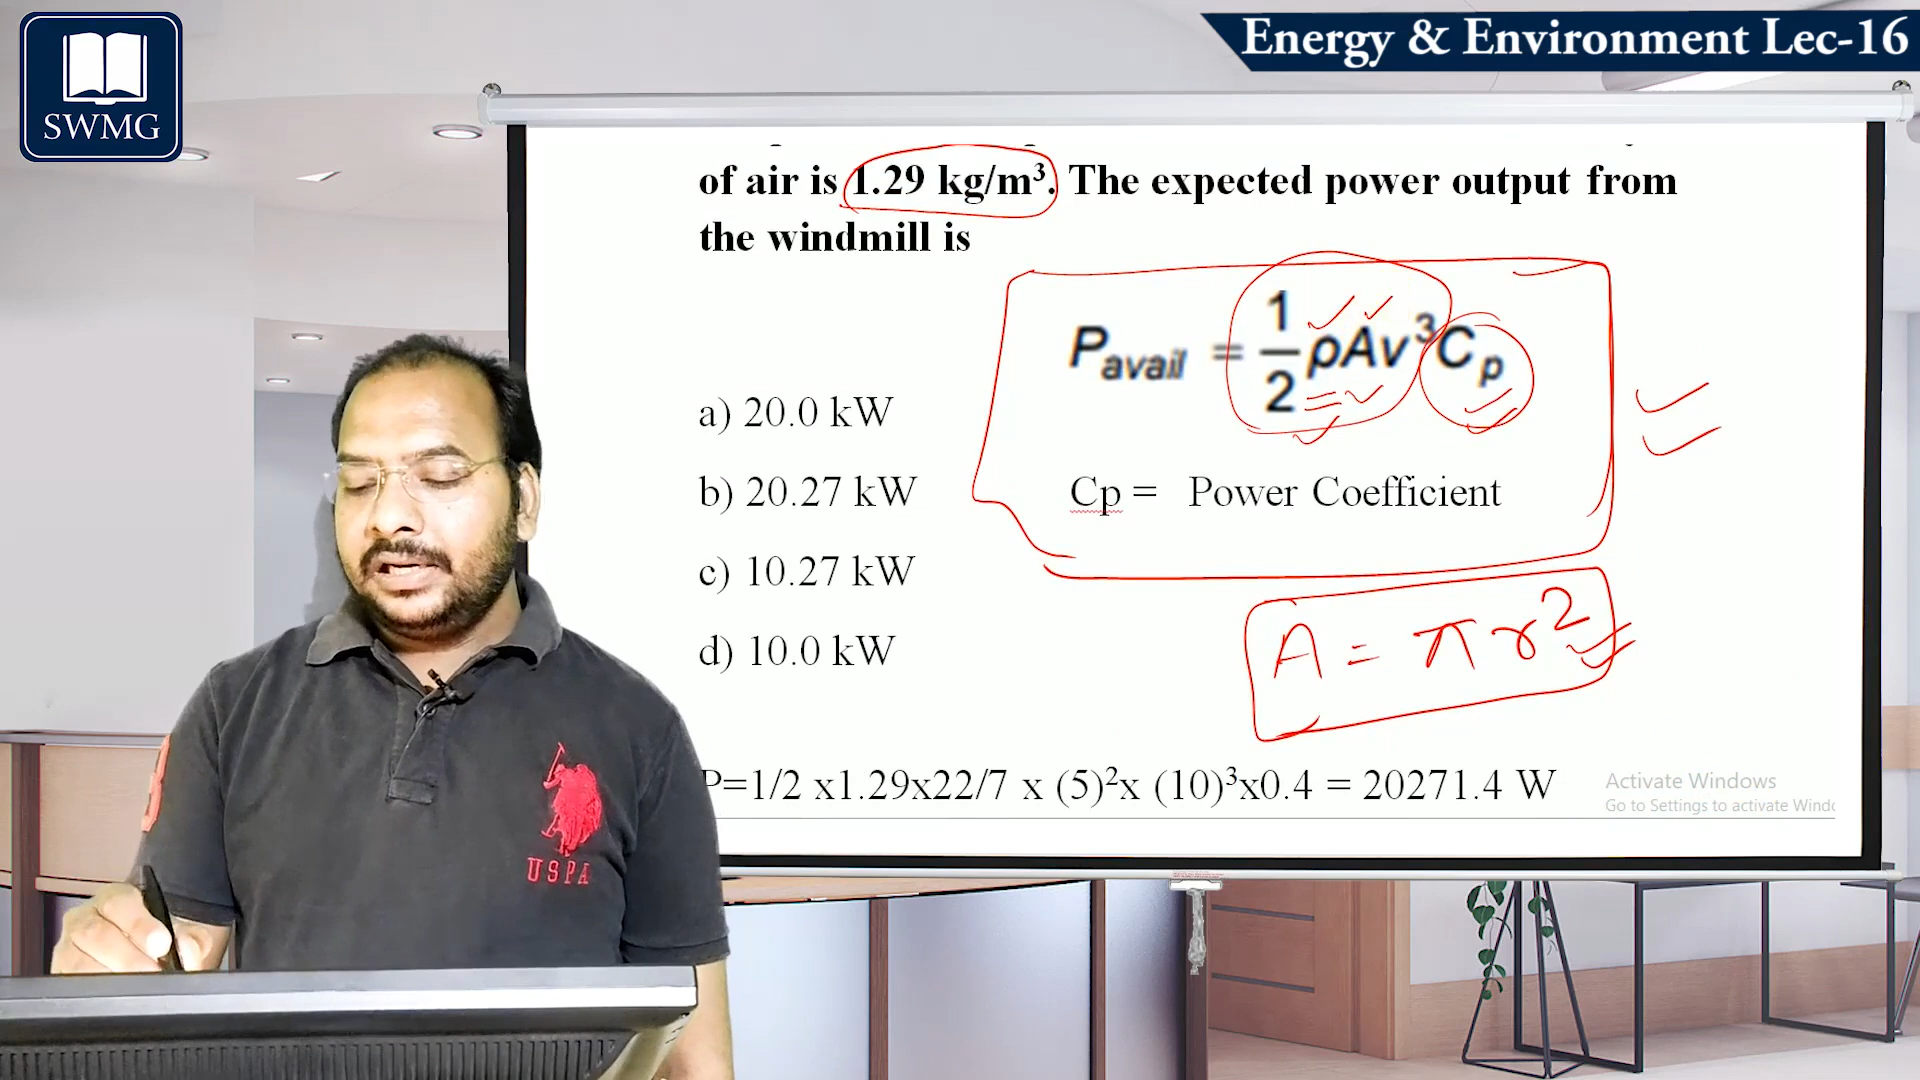 SWMG
Energy & Environment Lec-16
of air is 1.29 kg/m³. The expected power output from
the windmill is
P avail = 1/2 ρAv³Cp
a) 20.0 kW
b) 20.27 kW
Cp = Power Coefficient
c) 10.27 kW
A = πr²
d) 10.0 kW
P=1/2 x1.29x22/7 x (5)²x (10)³x0.4 = 20271.4 W
Activate Windows
Go to Settings to activate Windo
USPA